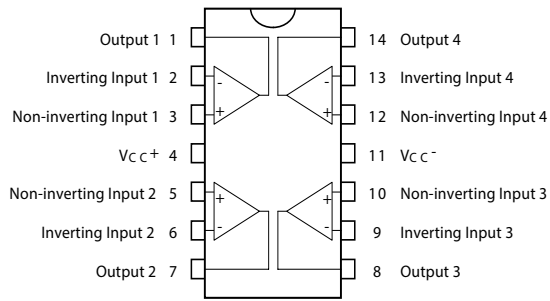 Output 1 1
Inverting Input 1 2
Non-inverting Input 1 3
VCC+ 4
Non-inverting Input 2 5
Inverting Input 2 6
Output 2 7
14 Output 4
13 Inverting Input 4
12 Non-inverting Input 4
11 VCC-
10 Non-inverting Input 3
9 Inverting Input 3
8 Output 3
-
+
-
+
+
-
+
-